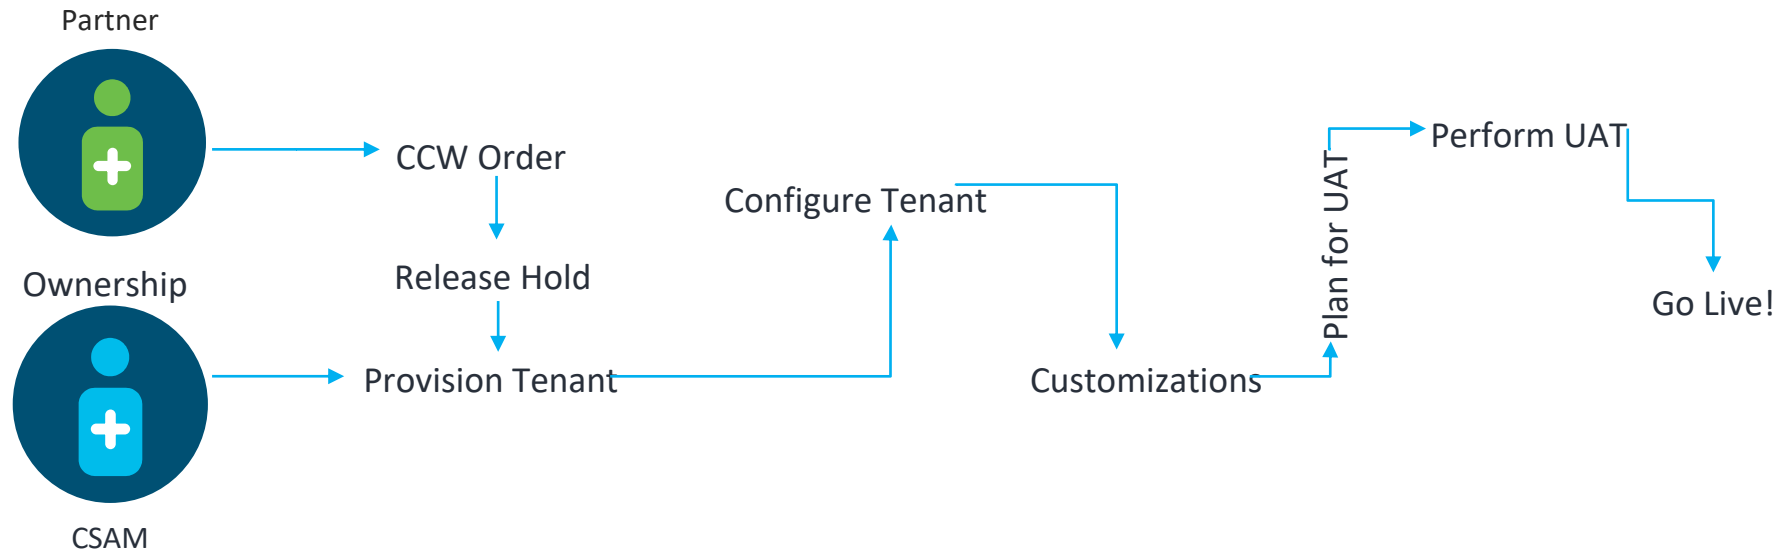 Partner
CCW Order
Release Hold
Ownership
Provision Tenant
CSAM
Configure Tenant
Customizations
Plan for UAT
Perform UAT
Go Live!